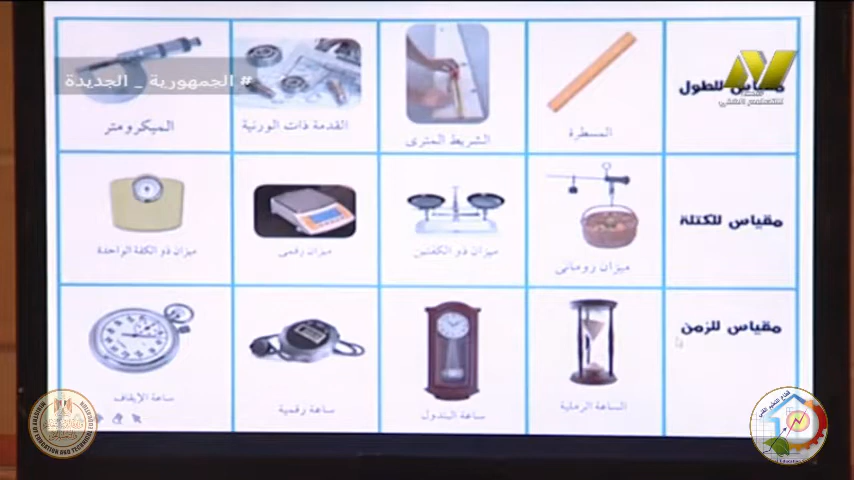 # الجمهورية _ الجديدة
مقياس للطول
المسطرة
الشريط المترى
القدمة ذات الورنية
الميكرومتر
مقياس للكتلة
ميزان رومانى
ميزان ذو الكفتين
ميزان رقمى
ميزان ذو الكفة الواحدة
مقياس للزمن
الساعة الرملية
ساعة البندول
ساعة رقمية
ساعة الإيقاف